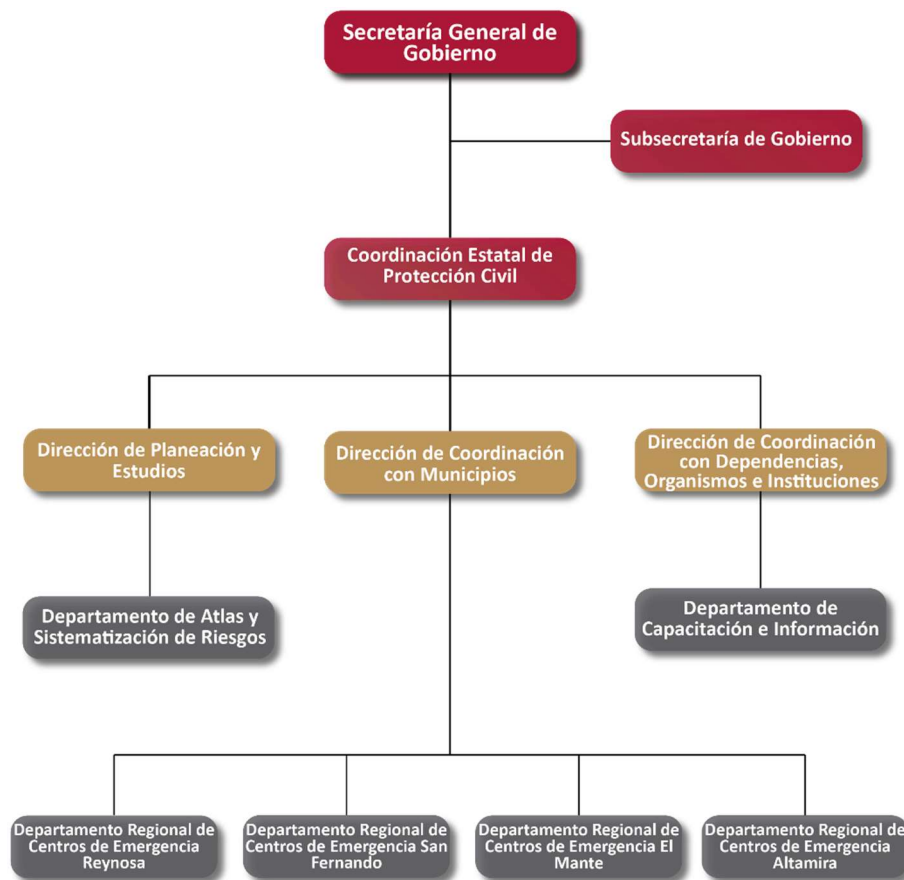 Secretaría General de
Gobierno
Subsecretaría de Gobierno
Coordinación Estatal de
Protección Civil
Dirección de Planeación y
Estudios
Dirección de Coordinación
con Municipios
Dirección de Coordinación
con Dependencias,
Organismos e Instituciones
Departamento de Atlas y
Sistematización de Riesgos
Departamento de
Capacitación e Información
Departamento Regional de
Centros de Emergencia
Reynosa
Departamento Regional de
Centros de Emergencia San
Fernando
Departamento Regional de
Centros de Emergencia El
Mante
Departamento Regional de
Centros de Emergencia
Altamira